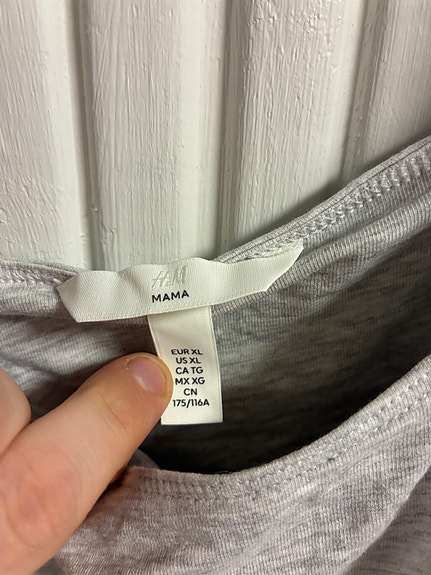 H&M
MAMA
EUR XL
US XL
CA TG
MX XG
CN
175/116A